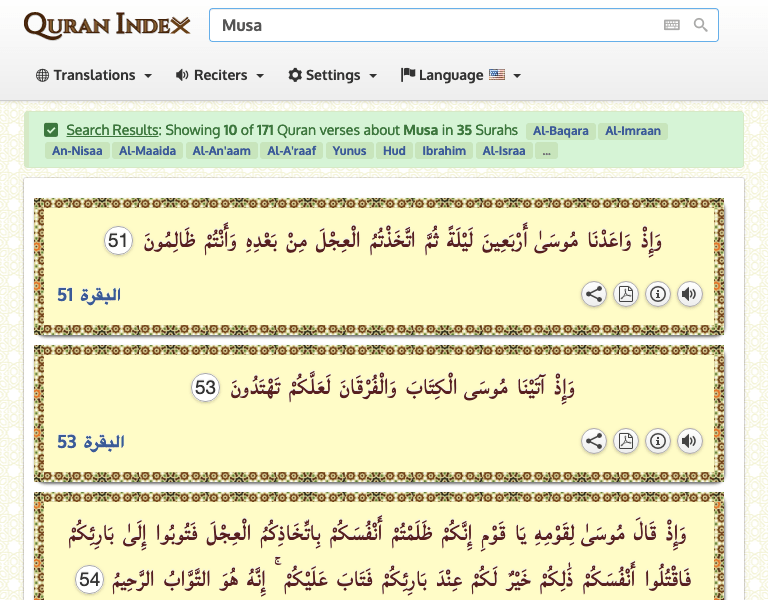 QURAN INDEX
Musa
Translations Reciters Settings Language
Search Results: Showing 10 of 171 Quran verses about Musa in 35 Surahs Al-Baqara Al-Imraan
An-Nisaa Al-Maaida Al-An'aam Al-A'raaf Yunus Hud Ibrahim Al-Israa ...
وَإِذْ وَاعَدْنَا مُوسَىٰ أَرْبَعِينَ لَيْلَةً ثُمَّ اتَّخَذْتُمُ الْعِجْلَ مِنْ بَعْدِهِ وَأَنْتُمْ ظَالِمُونَ 51
البقرة 51
وَإِذْ آتَيْنَا مُوسَى الْكِتَابَ وَالْفُرْقَانَ لَعَلَّكُمْ تَهْتَدُونَ 53
البقرة 53
وَإِذْ قَالَ مُوسَىٰ لِقَوْمِهِ يَا قَوْمِ إِنَّكُمْ ظَلَمْتُمْ أَنْفُسَكُمْ بِاتِّخَاذِكُمُ الْعِجْلَ فَتُوبُوا إِلَىٰ بَارِئِكُمْ
فَاقْتُلُوا أَنْفُسَكُمْ ذَٰلِكُمْ خَيْرٌ لَكُمْ عِنْدَ بَارِئِكُمْ فَتَابَ عَلَيْكُمْ ۚ إِنَّهُ هُوَ التَّوَّابُ الرَّحِيمُ 54